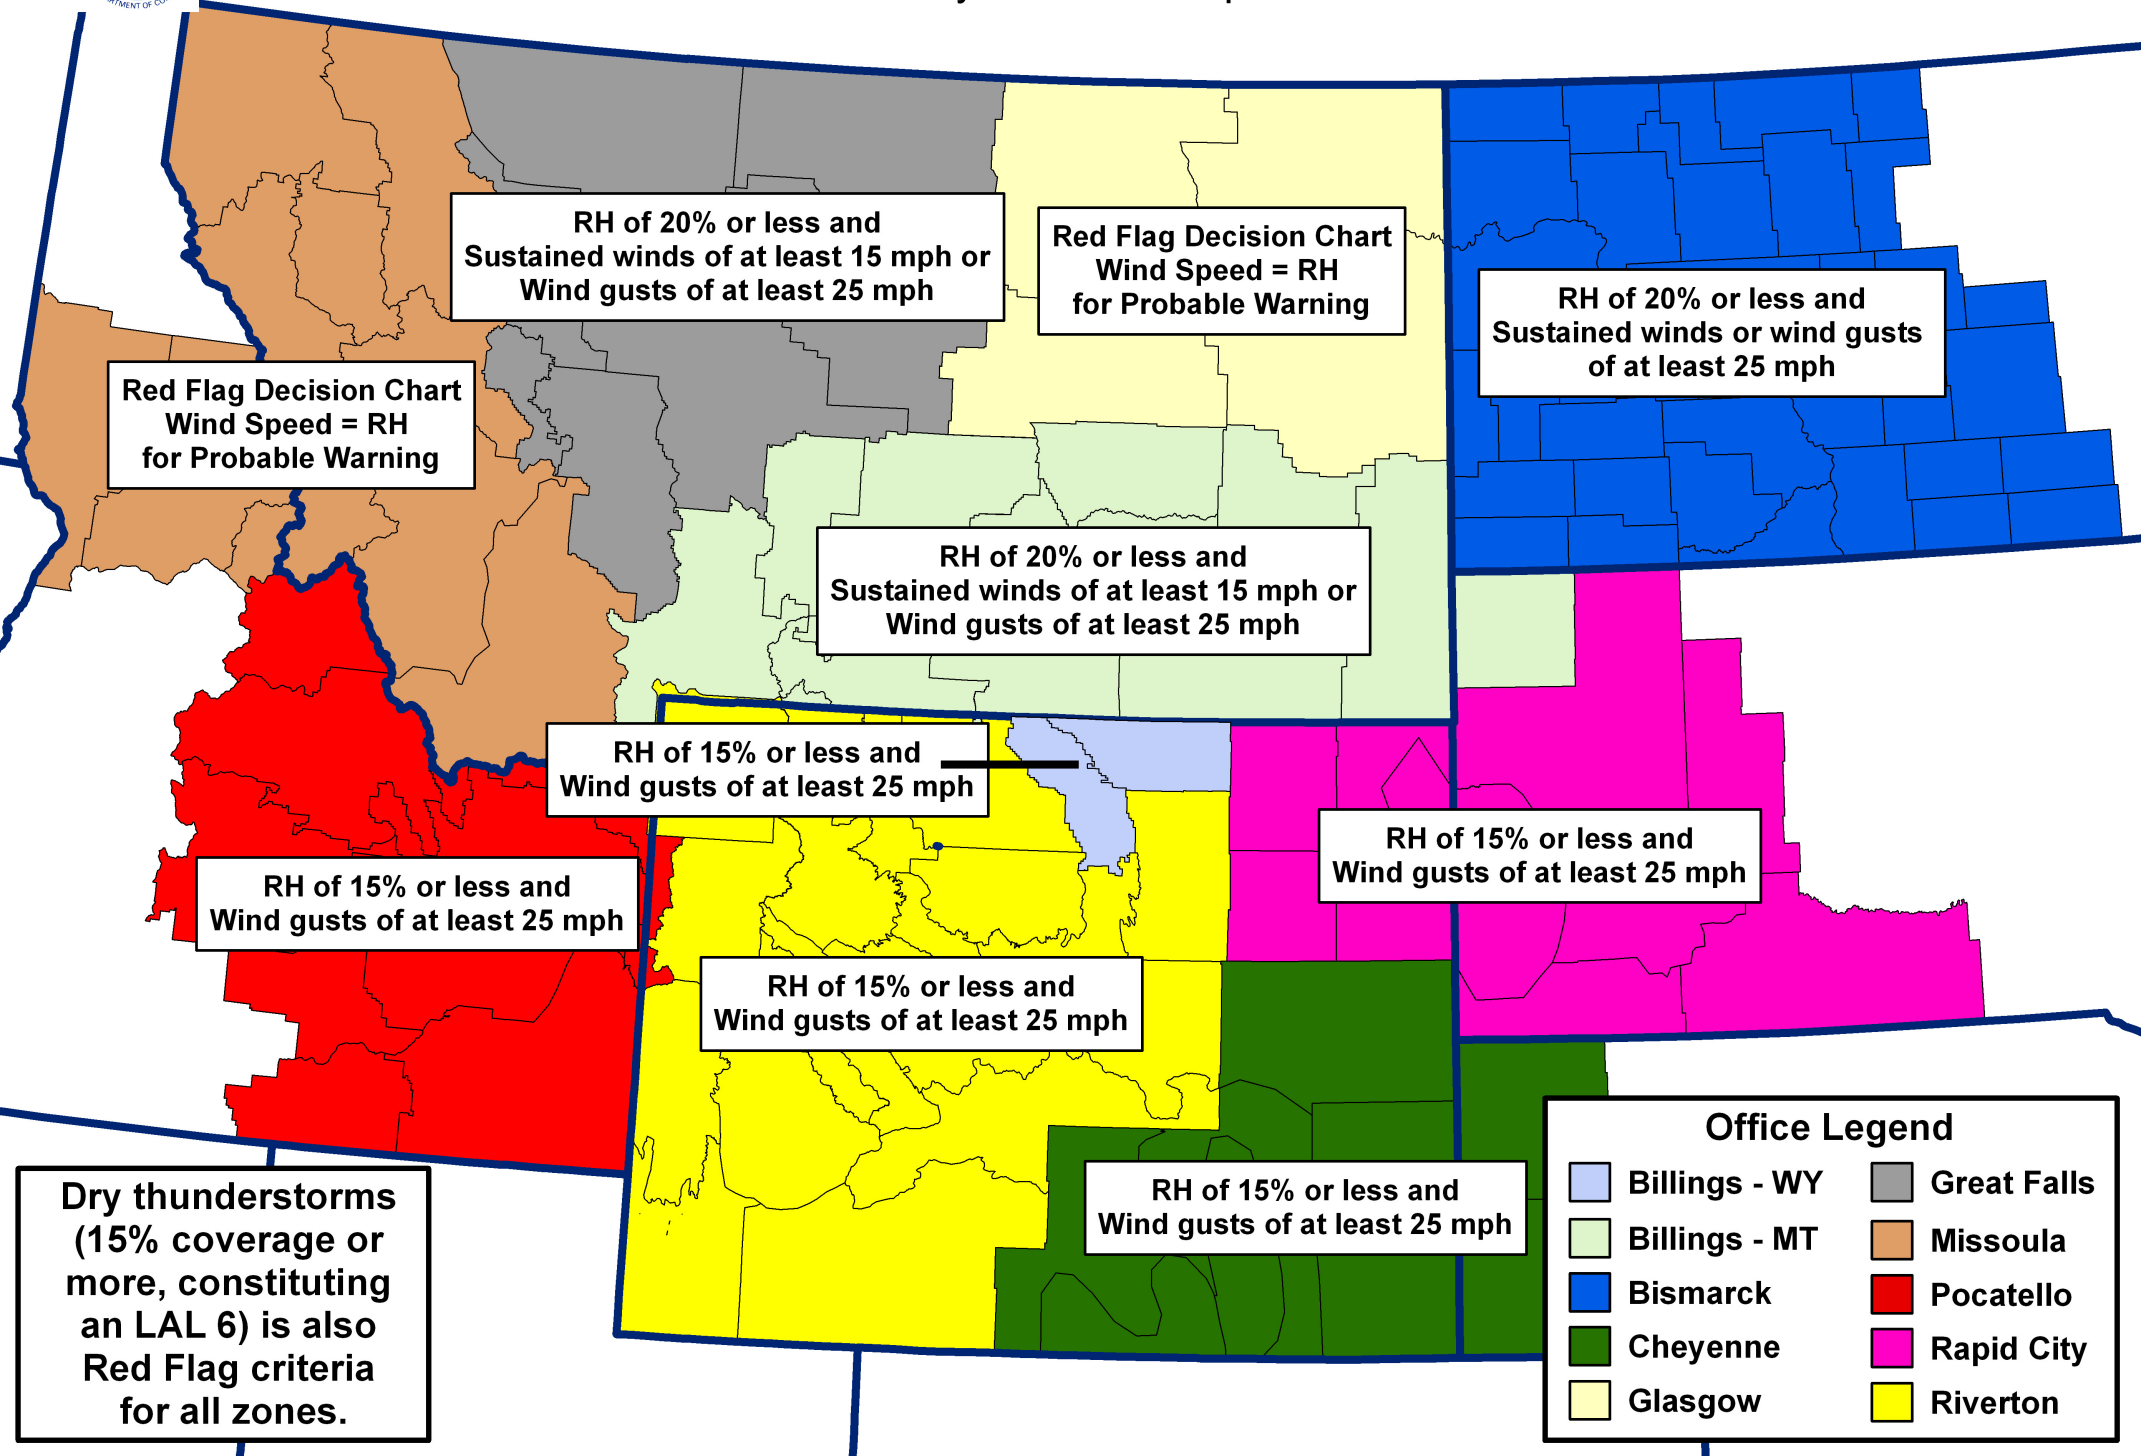 RH of 20% or less and
Sustained winds of at least 15 mph or
Wind gusts of at least 25 mph
Red Flag Decision Chart
Wind Speed = RH
for Probable Warning
RH of 20% or less and
Sustained winds or wind gusts
of at least 25 mph
Red Flag Decision Chart
Wind Speed = RH
for Probable Warning
RH of 20% or less and
Sustained winds of at least 15 mph or
Wind gusts of at least 25 mph
RH of 15% or less and
Wind gusts of at least 25 mph
RH of 15% or less and
Wind gusts of at least 25 mph
RH of 15% or less and
Wind gusts of at least 25 mph
RH of 15% or less and
Wind gusts of at least 25 mph
RH of 15% or less and
Wind gusts of at least 25 mph
Dry thunderstorms
(15% coverage or
more, constituting
an LAL 6) is also
Red Flag criteria
for all zones.
Office Legend
Billings - WY
Billings - MT
Bismarck
Cheyenne
Glasgow
Great Falls
Missoula
Pocatello
Rapid City
Riverton